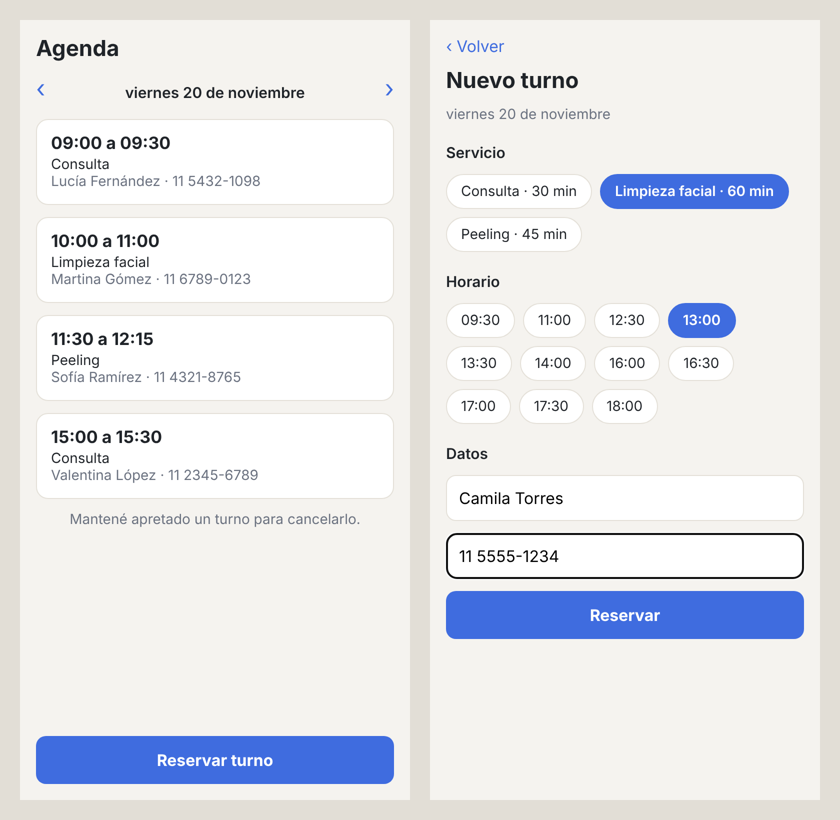 Agenda
‹ viernes 20 de noviembre ›
09:00 a 09:30
Consulta
Lucía Fernández · 11 5432-1098
10:00 a 11:00
Limpieza facial
Martina Gómez · 11 6789-0123
11:30 a 12:15
Peeling
Sofía Ramírez · 11 4321-8765
15:00 a 15:30
Consulta
Valentina López · 11 2345-6789
Mantené apretado un turno para cancelarlo.
Reservar turno
‹ Volver
Nuevo turno
viernes 20 de noviembre
Servicio
Consulta · 30 min Limpieza facial · 60 min
Peeling · 45 min
Horario
09:30 11:00 12:30 13:00
13:30 14:00 16:00 16:30
17:00 17:30 18:00
Datos
Camila Torres
11 5555-1234
Reservar